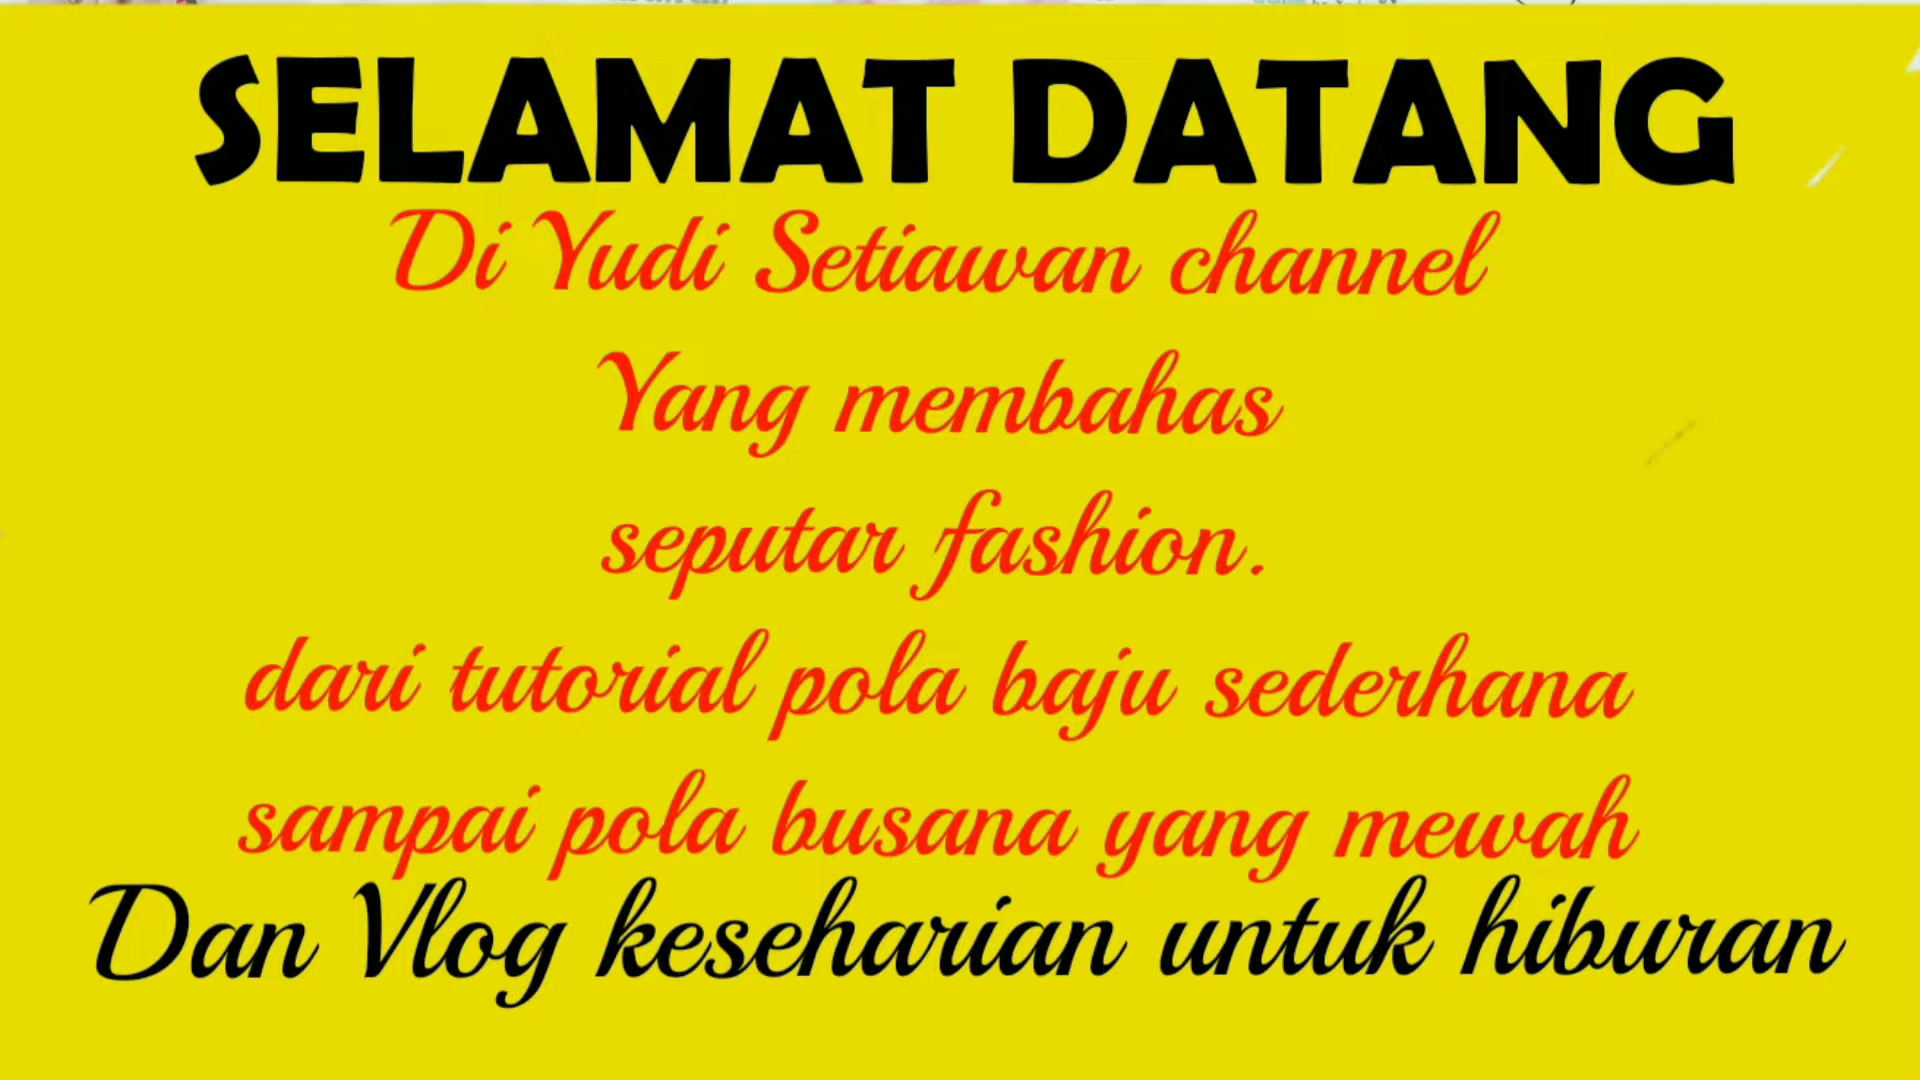 SELAMAT DATANG
Di Yudi Setiawan channel
Yang membahas
seputar fashion.
dari tutorial pola baju sederhana
sampai pola busana yang mewah
Dan Vlog keseharian untuk hiburan